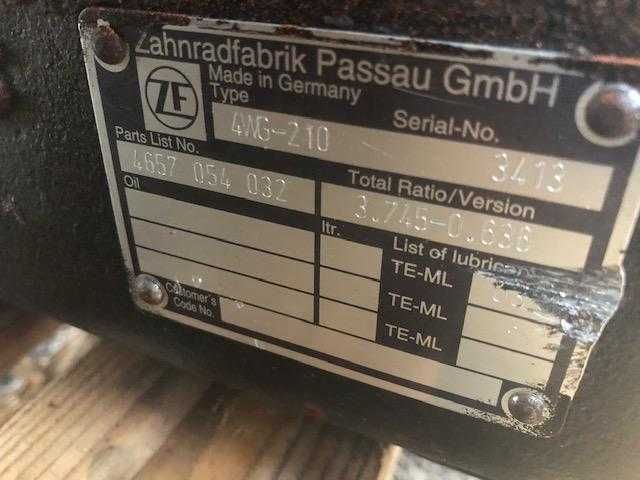 Zahnradfabrik Passau GmbH
ZF
Made in Germany
Type
4WG-210
Serial-No.
3413
Parts List No.
4657 054 032
Total Ratio/Version
3.745-0.636
Oil
ltr.
List of lubricant
TE-ML
TE-ML
TE-ML
Customer's
Code No.